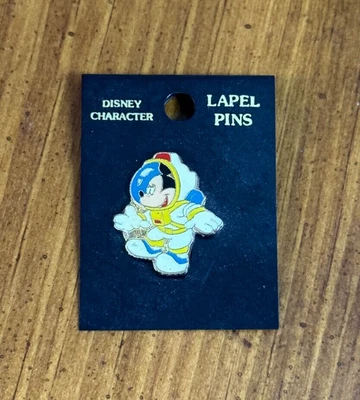 DISNEY
CHARACTER
LAPEL
PINS